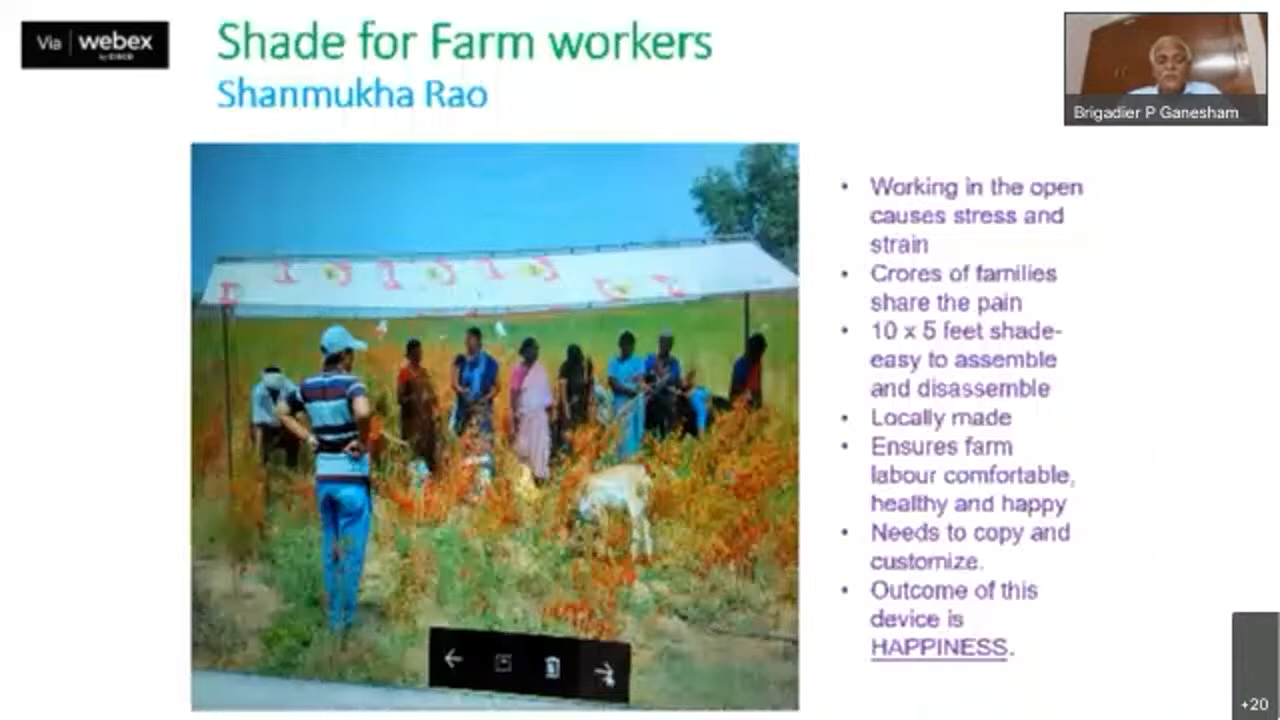 Via webex
by CISCO
Shade for Farm workers
Shanmukha Rao
Brigadier P Ganesham
• Working in the open
causes stress and
strain
• Crores of families
share the pain
• 10 x 5 feet shade-
easy to assemble
and disassemble
• Locally made
• Ensures farm
labour comfortable,
healthy and happy
• Needs to copy and
customize.
• Outcome of this
device is
HAPPINESS.
+20